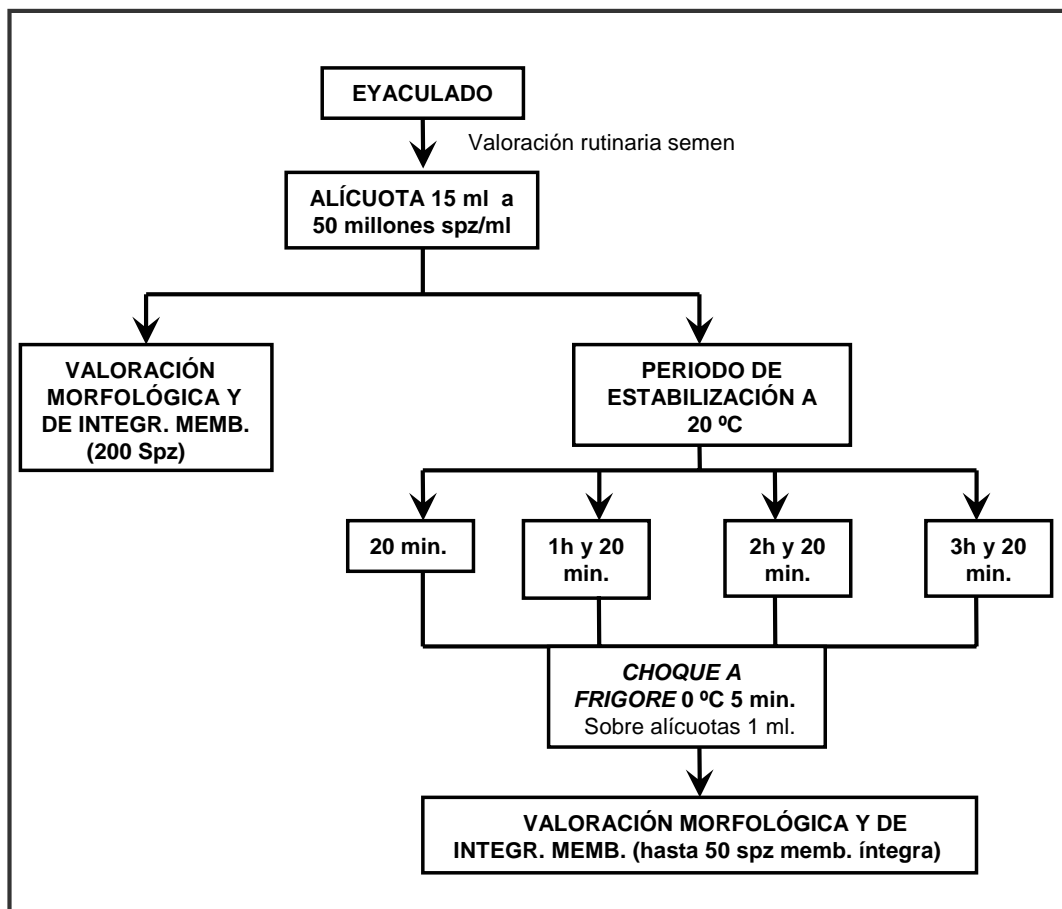 EYACULADO
Valoración rutinaria semen
ALÍCUOTA 15 ml a
50 millones spz/ml
VALORACIÓN
MORFOLÓGICA Y
DE INTEGR. MEMB.
(200 Spz)
PERIODO DE
ESTABILIZACIÓN A
20 ºC
20 min.
1h y 20
min.
2h y 20
min.
3h y 20
min.
CHOQUE A
FRIGORE 0 ºC 5 min.
Sobre alícuotas 1 ml.
VALORACIÓN MORFOLÓGICA Y DE
INTEGR. MEMB. (hasta 50 spz memb. íntegra)